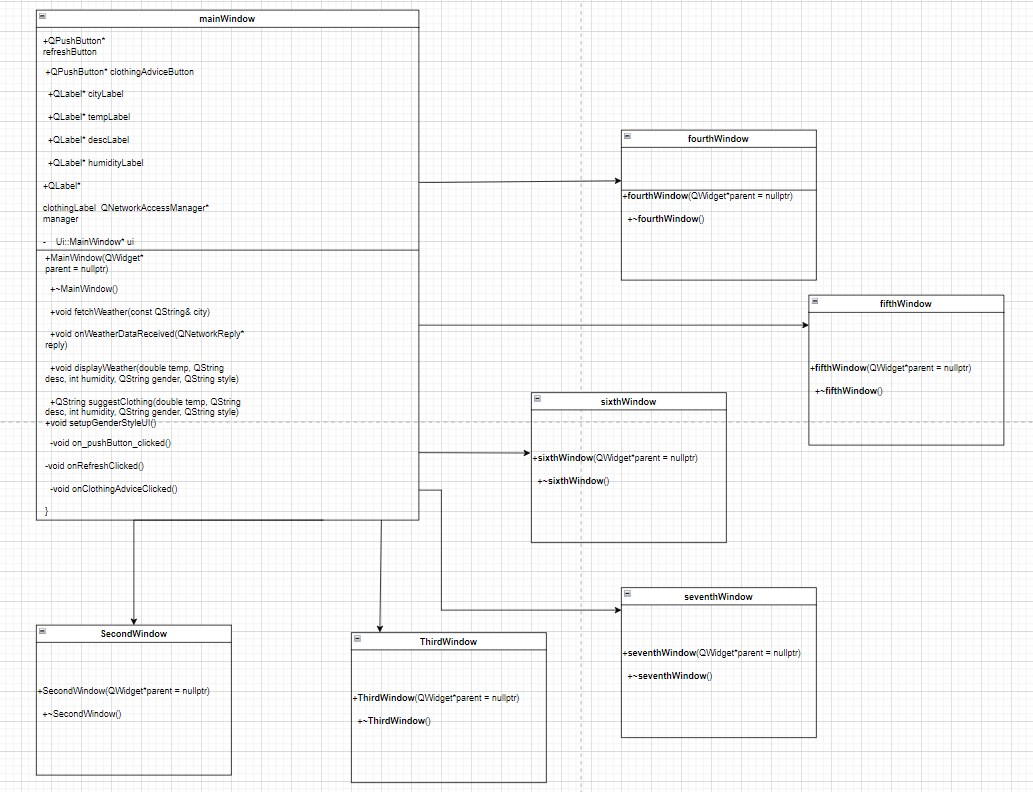 mainWindow
+QPushButton*
refreshButton
+QPushButton* clothingAdviceButton
+QLabel* cityLabel
+QLabel* tempLabel
+QLabel* descLabel
+QLabel* humidityLabel
+QLabel*
clothingLabel QNetworkAccessManager*
manager
- Ui::MainWindow* ui
+MainWindow(QWidget*
parent = nullptr)
+~MainWindow()
+void fetchWeather(const QString& city)
+void onWeatherDataReceived(QNetworkReply*
reply)
+void displayWeather(double temp, QString
desc, int humidity, QString gender, QString style)
+QString suggestClothing(double temp, QString
desc, int humidity, QString gender, QString style)
+void setupGenderStyleUI()
-void on_pushButton_clicked()
-void onRefreshClicked()
-void onClothingAdviceClicked()
}
fourthWindow
+fourthWindow(QWidget*parent = nullptr)
+~fourthWindow()
fifthWindow
+fifthWindow(QWidget*parent = nullptr)
+~fifthWindow()
sixthWindow
+sixthWindow(QWidget*parent = nullptr)
+~sixthWindow()
seventhWindow
+seventhWindow(QWidget*parent = nullptr)
+~seventhWindow()
SecondWindow
+SecondWindow(QWidget*parent = nullptr)
+~SecondWindow()
ThirdWindow
+ThirdWindow(QWidget*parent = nullptr)
+~ThirdWindow()